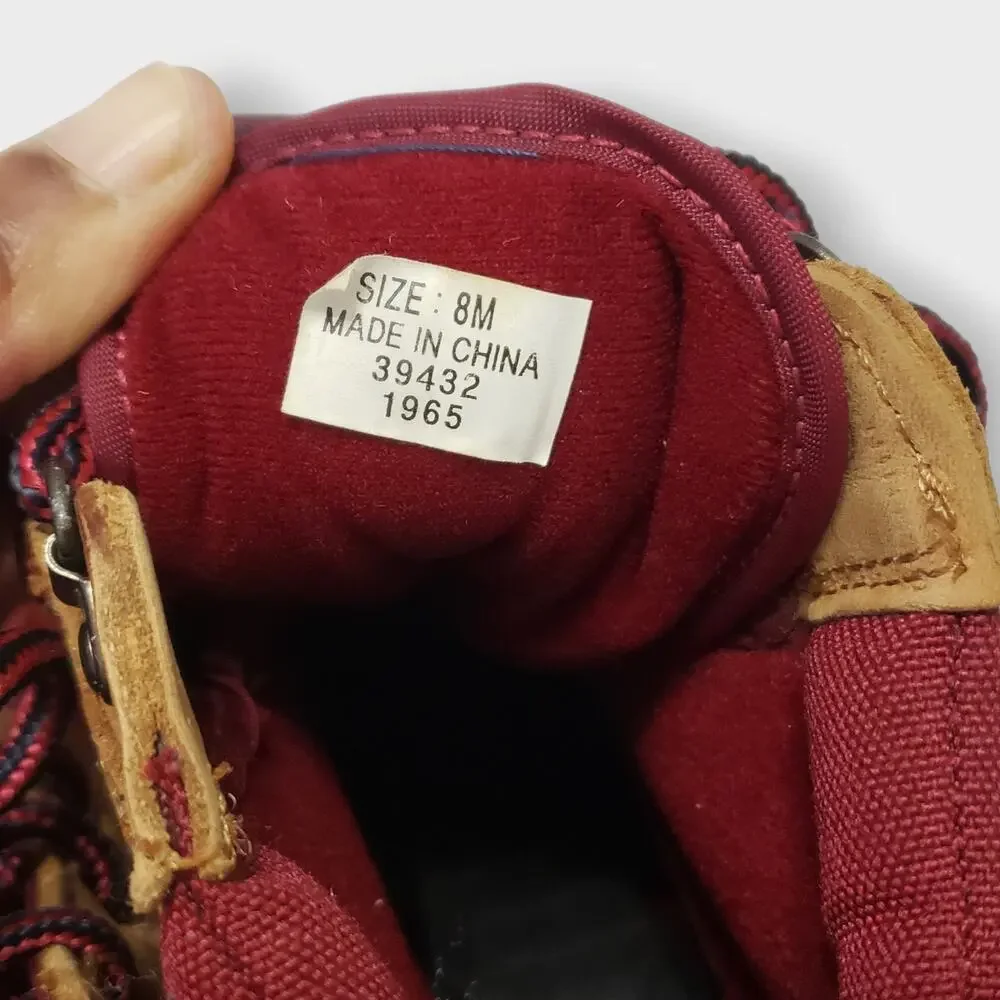 SIZE : 8M
MADE IN CHINA
39432
1965